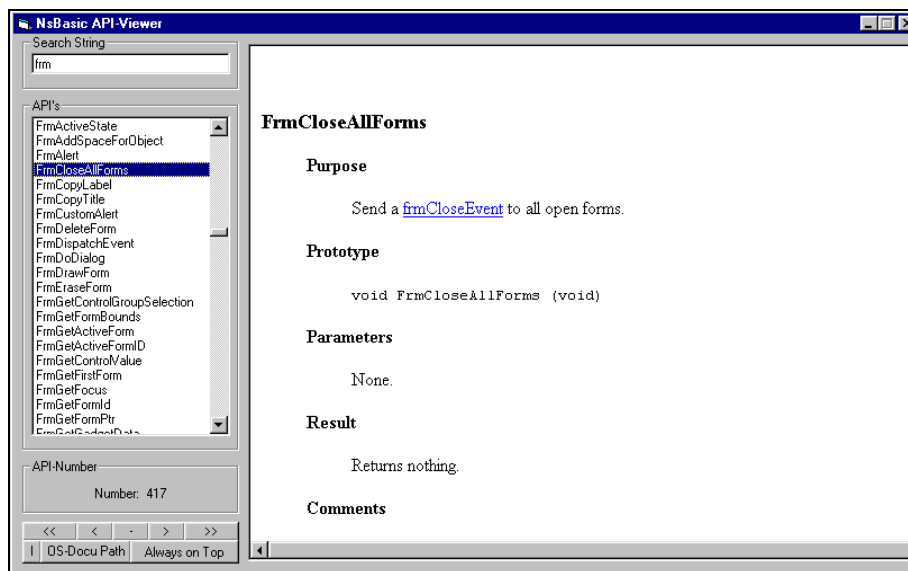 NsBasic API-Viewer
Search String
frm
API's
FrmActiveState
FrmAddSpaceForObject
FrmAlert
FrmCloseAllForms
FrmCopyLabel
FrmCopyTitle
FrmCustomAlert
FrmDeleteForm
FrmDispatchEvent
FrmDoDialog
FrmDrawForm
FrmEraseForm
FrmGetControlGroupSelection
FrmGetFormBounds
FrmGetActiveForm
FrmGetActiveFormID
FrmGetControlValue
FrmGetFirstForm
FrmGetFocus
FrmGetFormId
FrmGetFormPtr
FrmGetGadgetData
API-Number
Number: 417
<< < - > >>
I OS-Docu Path Always on Top
FrmCloseAllForms
Purpose
Send a frmCloseEvent to all open forms.
Prototype
void FrmCloseAllForms (void)
Parameters
None.
Result
Returns nothing.
Comments